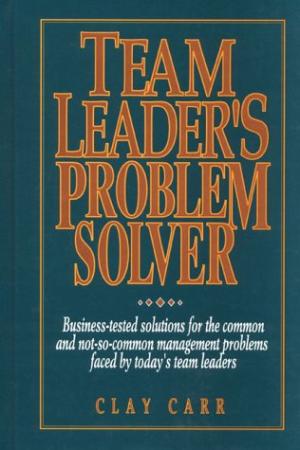 TEAM
LEADER'S
PROBLEM
SOLVER
Business-tested solutions for the common
and not-so-common management problems
faced by today's team leaders
CLAY CARR